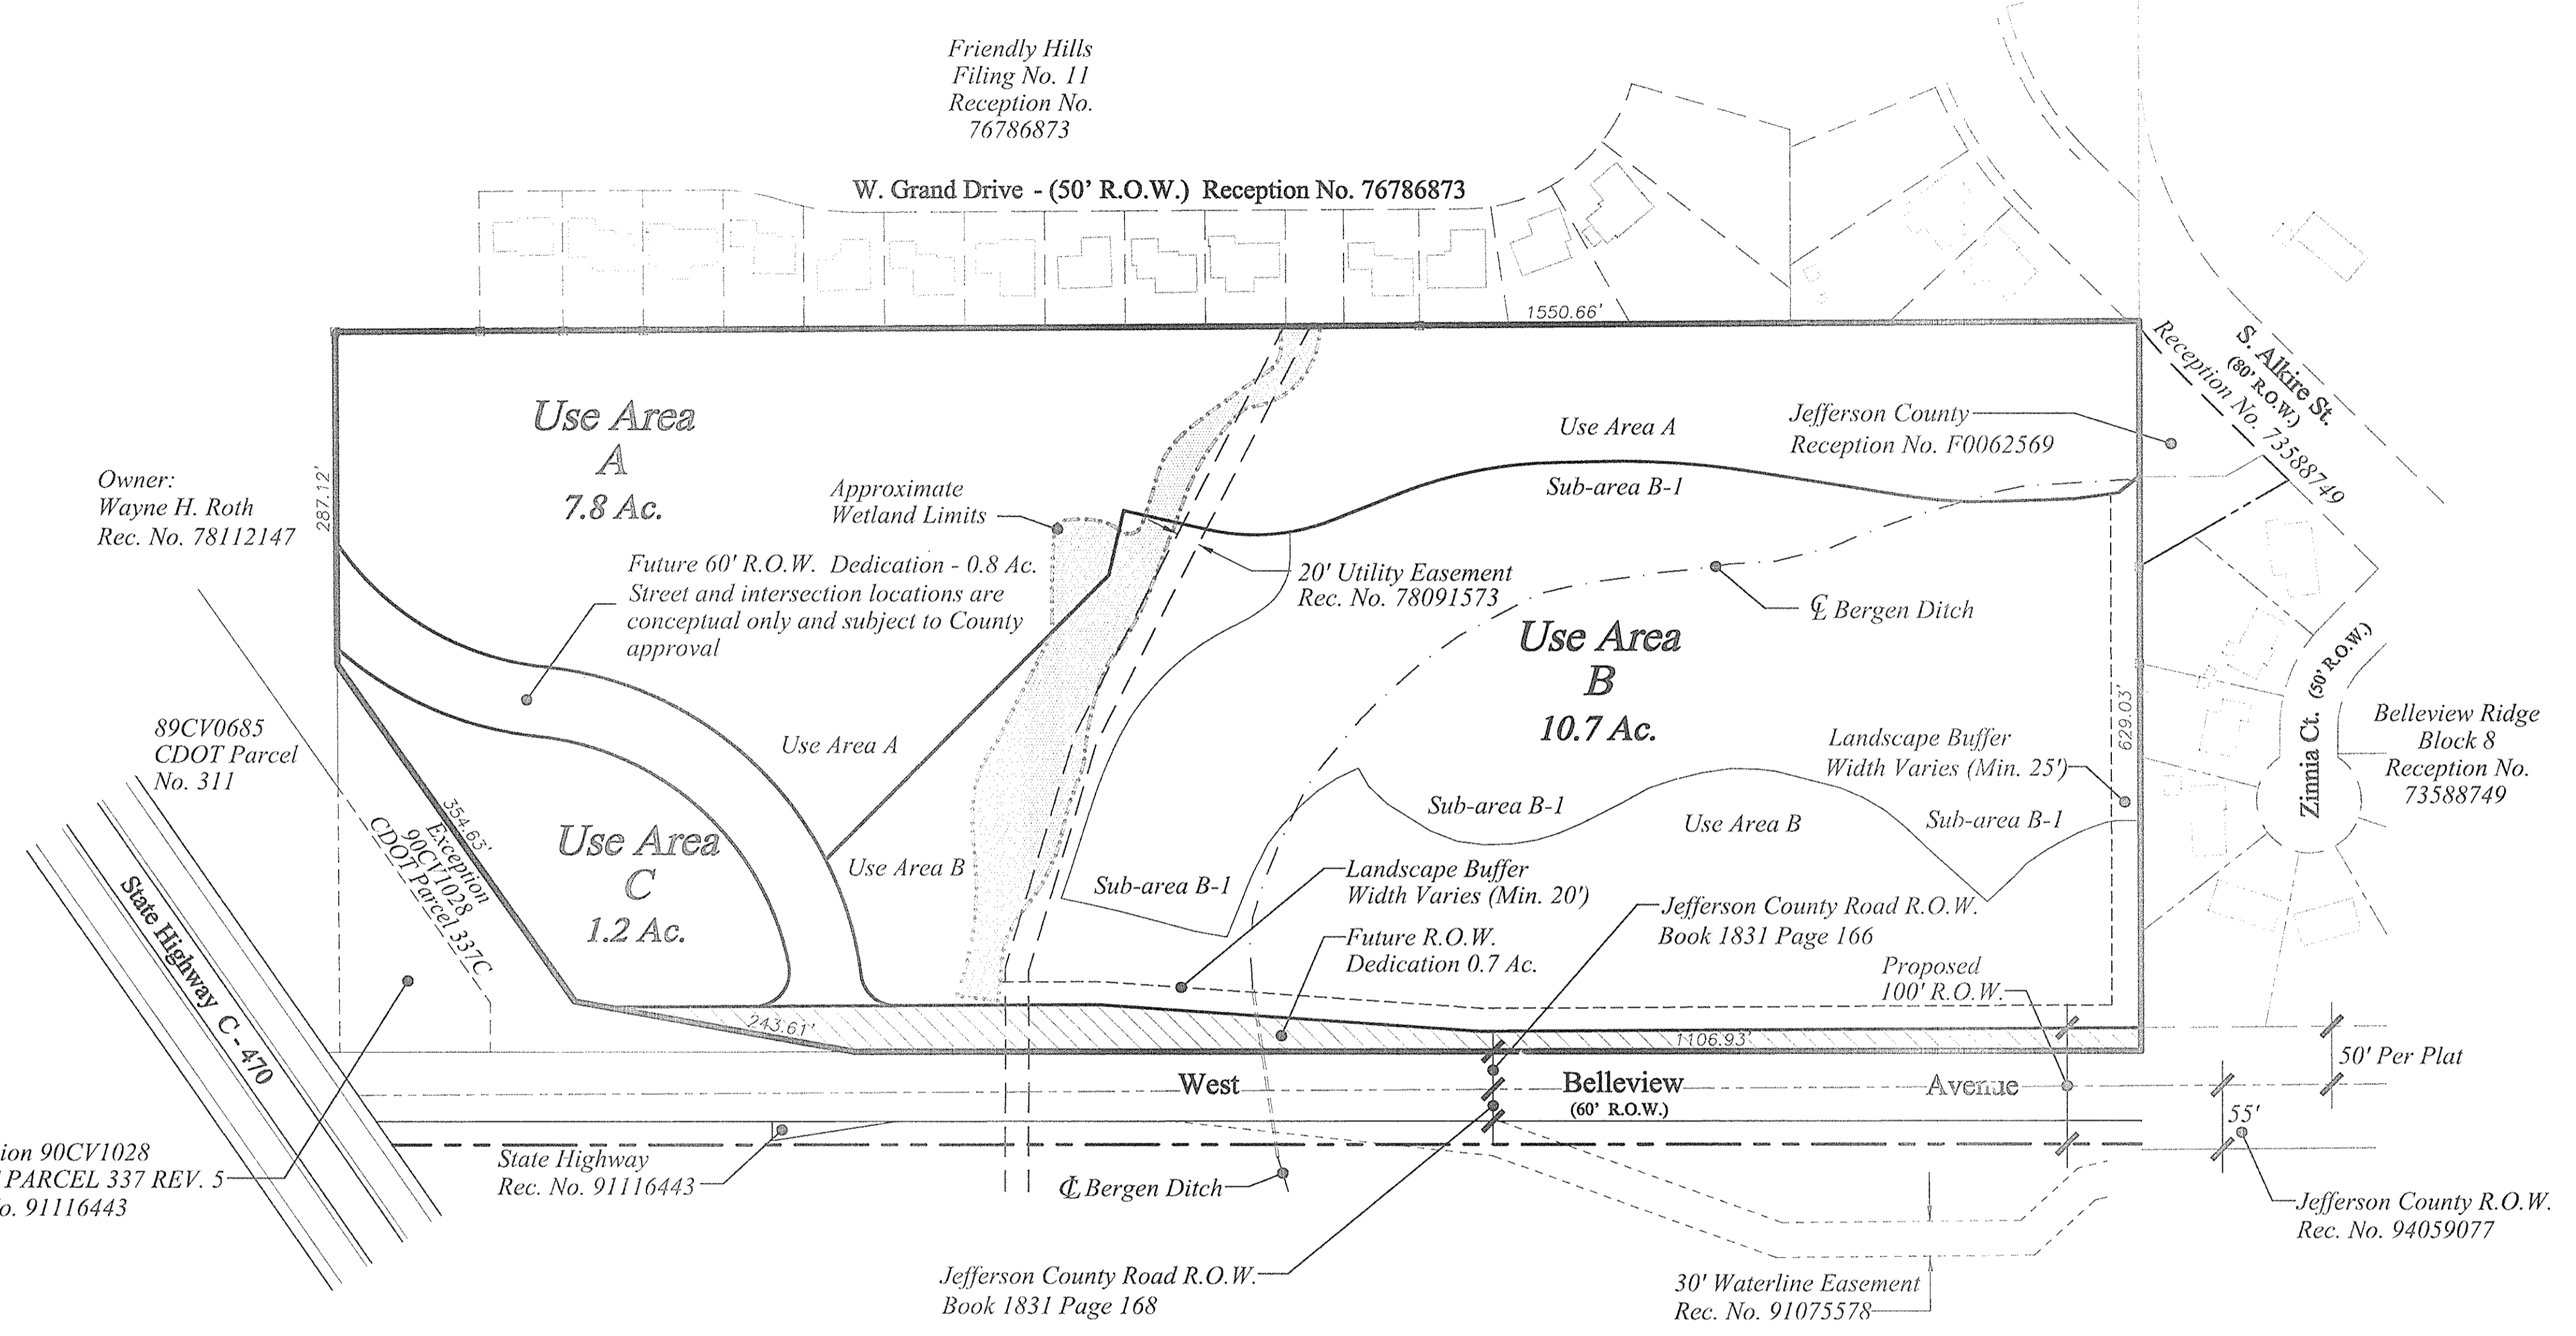 Friendly Hills
Filing No. 11
Reception No.
76786873
W. Grand Drive - (50' R.O.W.) Reception No. 76786873
1550.66'
S. Alkire St.
(80' R.O.W.)
Reception No. 73588749
Use Area
A
7.8 Ac.
287.12'
Owner:
Wayne H. Roth
Rec. No. 78112147
Approximate
Wetland Limits
Use Area A
Sub-area B-1
Jefferson County
Reception No. F0062569
Future 60' R.O.W. Dedication - 0.8 Ac.
Street and intersection locations are
conceptual only and subject to County
approval
20' Utility Easement
Rec. No. 78091573
℄ Bergen Ditch
Use Area
B
10.7 Ac.
Zinnia Ct. (50' R.O.W.)
Belleview Ridge
Block 8
Reception No.
73588749
629.03'
Landscape Buffer
Width Varies (Min. 25')
89CV0685
CDOT Parcel
No. 311
Use Area A
354.63'
Exception
90CV1028
CDOT Parcel 337C
Use Area
C
1.2 Ac.
Use Area B
Sub-area B-1
Sub-area B-1
Use Area B
Sub-area B-1
Landscape Buffer
Width Varies (Min. 20')
Jefferson County Road R.O.W.
Book 1831 Page 166
Future R.O.W.
Dedication 0.7 Ac.
Proposed
100' R.O.W.
State Highway C - 470
243.61'
1106.93'
50' Per Plat
West Belleview Avenue
(60' R.O.W.)
55'
ion 90CV1028
PARCEL 337 REV. 5
o. 91116443
State Highway
Rec. No. 91116443
℄ Bergen Ditch
Jefferson County R.O.W.
Rec. No. 94059077
Jefferson County Road R.O.W.
Book 1831 Page 168
30' Waterline Easement
Rec. No. 91075578